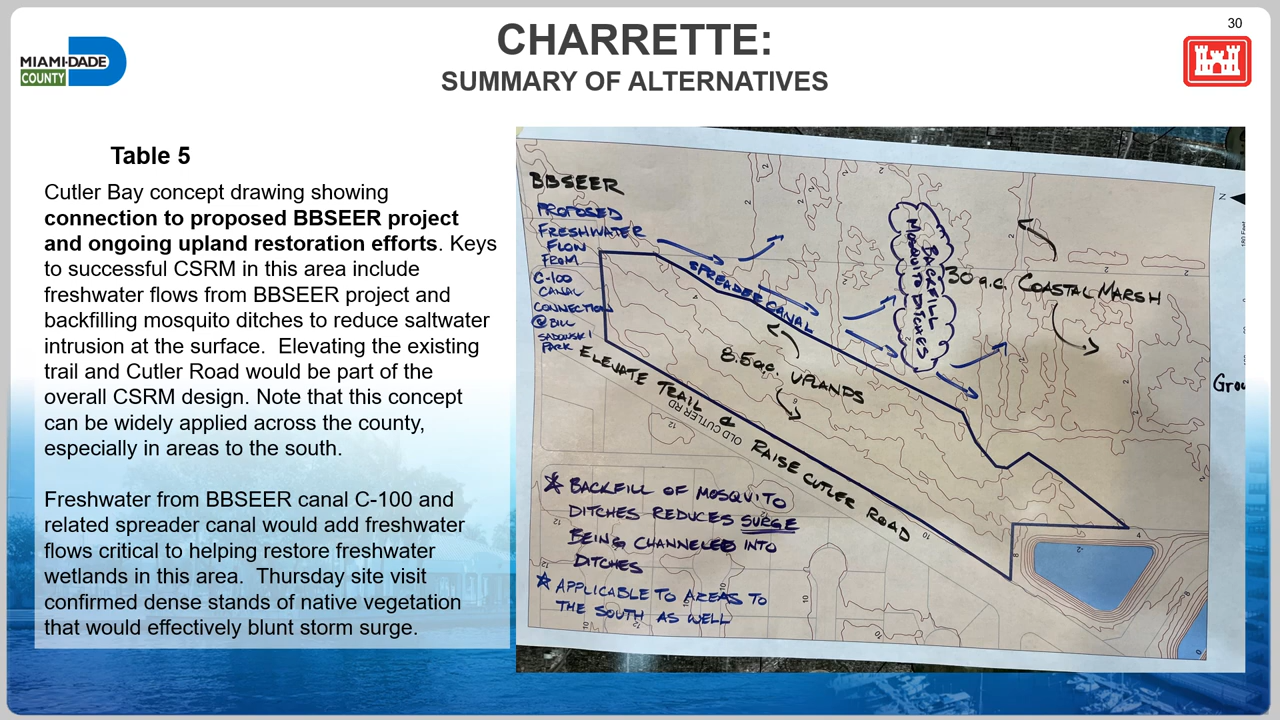 30
MIAMI-DADE
COUNTY
CHARRETTE:
SUMMARY OF ALTERNATIVES
Table 5
Cutler Bay concept drawing showing
connection to proposed BBSEER project
and ongoing upland restoration efforts. Keys
to successful CSRM in this area include
freshwater flows from BBSEER project and
backfilling mosquito ditches to reduce saltwater
intrusion at the surface. Elevating the existing
trail and Cutler Road would be part of the
overall CSRM design. Note that this concept
can be widely applied across the county,
especially in areas to the south.
Freshwater from BBSEER canal C-100 and
related spreader canal would add freshwater
flows critical to helping restore freshwater
wetlands in this area. Thursday site visit
confirmed dense stands of native vegetation
that would effectively blunt storm surge.
BBSEER
PROPOSED
FRESHWATER
FLOW
FROM
C-100
CANAL
CONNECTION
@ BILL
SADOWSKI
PARK
SPREADER CANAL
BACKFILL
MOSQUITO DITCHES
30 a.c. COASTAL MARSH
8.5 a.c. UPLANDS
ELEVATE TRAIL & RAISE CUTLER ROAD
OLD CUTLER RD
BACKFILL OF MOSQUITO
DITCHES REDUCES SURGE
BEING CHANNELED INTO
DITCHES
APPLICABLE TO AREAS TO
THE SOUTH AS WELL
N
Grou